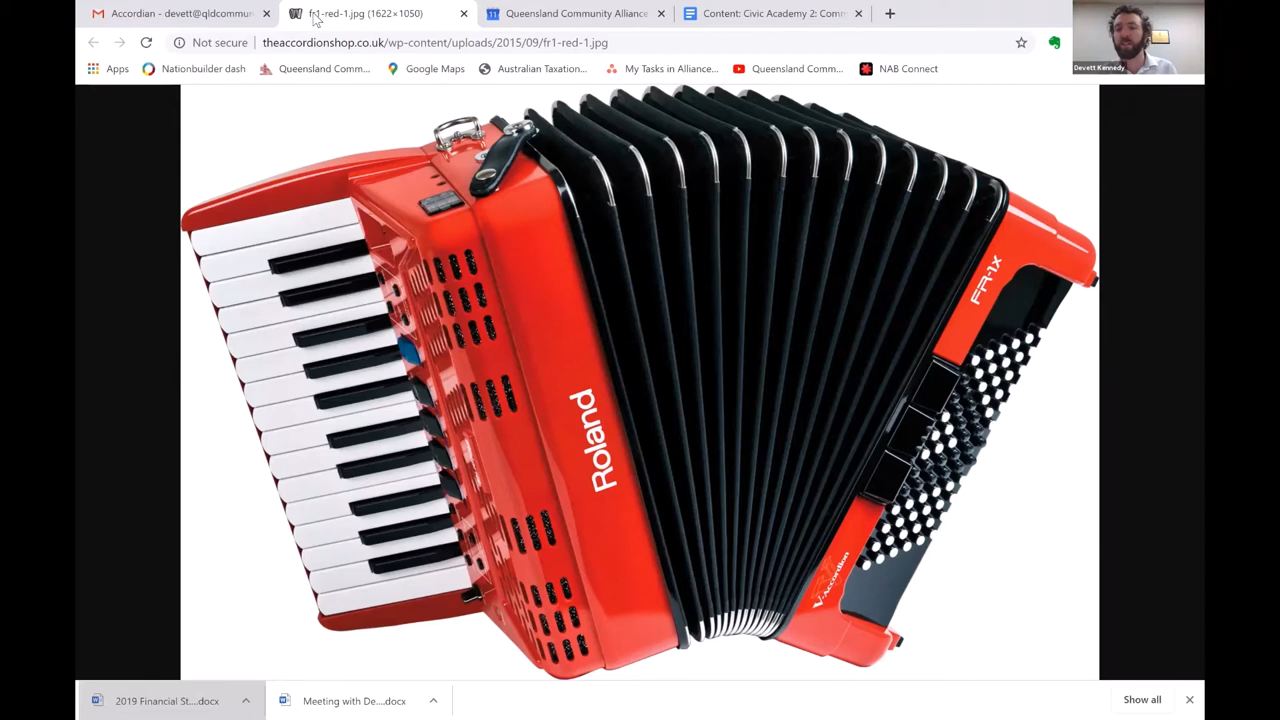 Accordian - devett@qldcommun
fr1-red-1.jpg (1622×1050)
Queensland Community Alliance
Content: Civic Academy 2: Comm
Not secure
theaccordionshop.co.uk/wp-content/uploads/2015/09/fr1-red-1.jpg
Apps
Nationbuilder dash
Queensland Comm...
Google Maps
Australian Taxation...
My Tasks in Alliance...
Queensland Comm...
NAB Connect
Devett Kennedy
FR-1X
Roland
V-Accordion
2019 Financial St....docx
Meeting with De....docx
Show all